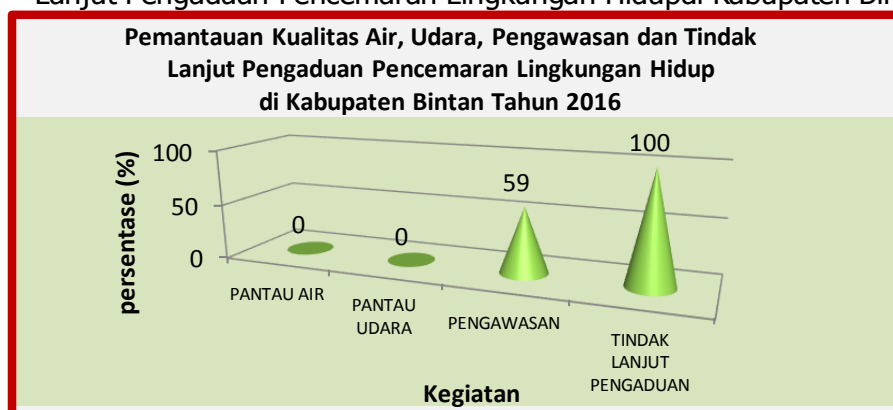 Lanjut Pengaduan Pencemaran Lingkungan Hidupdi Kabupaten
Pemantauan Kualitas Air, Udara, Pengawasan dan Tindak
Lanjut Pengaduan Pencemaran Lingkungan Hidup
di Kabupaten Bintan Tahun 2016
persentase (%)
100
50
0
0
0
59
100
PANTAU AIR
PANTAU
UDARA
PENGAWASAN
TINDAK
LANJUT
PENGADUAN
Kegiatan